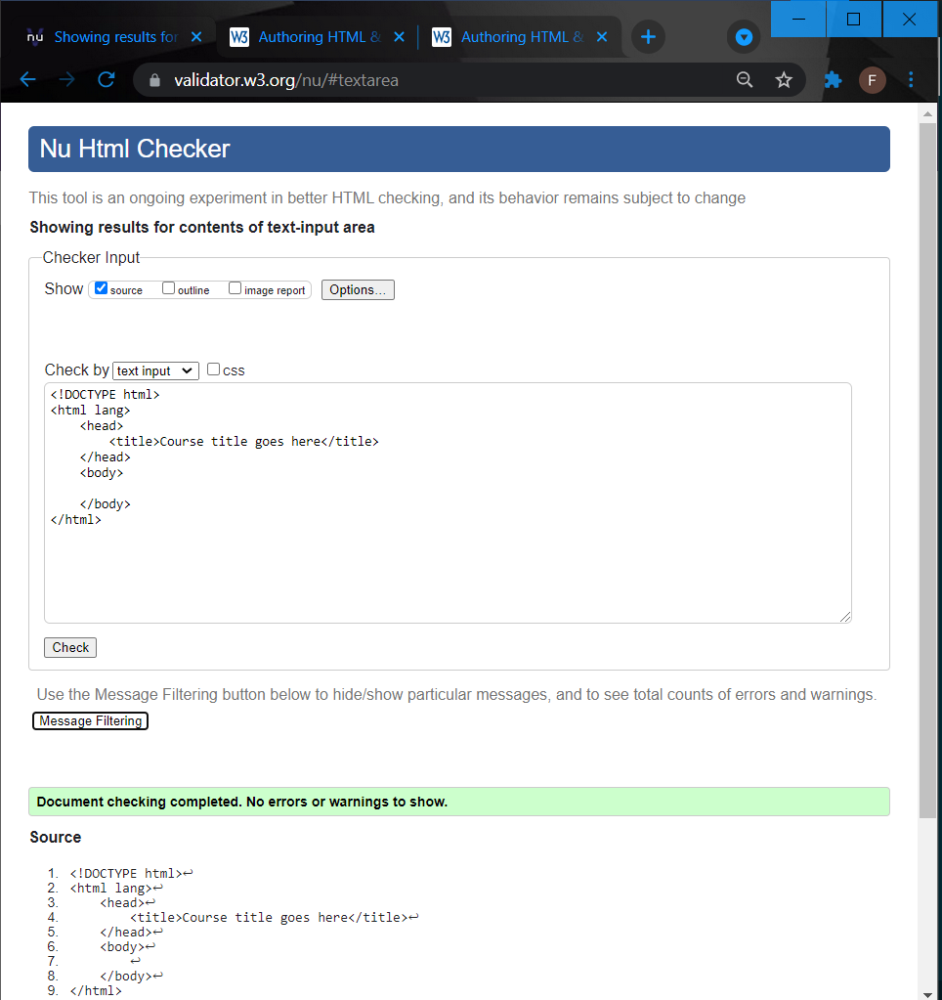 nu Showing results for
W3 Authoring HTML &
W3 Authoring HTML &
validator.w3.org/nu/#textarea
F
Nu Html Checker
This tool is an ongoing experiment in better HTML checking, and its behavior remains subject to change
Showing results for contents of text-input area
Checker Input
Show source outline image report Options...
Check by text input css
<!DOCTYPE html>
<html lang>
    <head>
        <title>Course title goes here</title>
    </head>
    <body>
    </body>
</html>
Check
Use the Message Filtering button below to hide/show particular messages, and to see total counts of errors and warnings.
Message Filtering
Document checking completed. No errors or warnings to show.
Source
1. <!DOCTYPE html>↩
2. <html lang>↩
3.     <head>↩
4.         <title>Course title goes here</title>↩
5.     </head>↩
6.     <body>↩
7.         ↩
8.     </body>↩
9. </html>